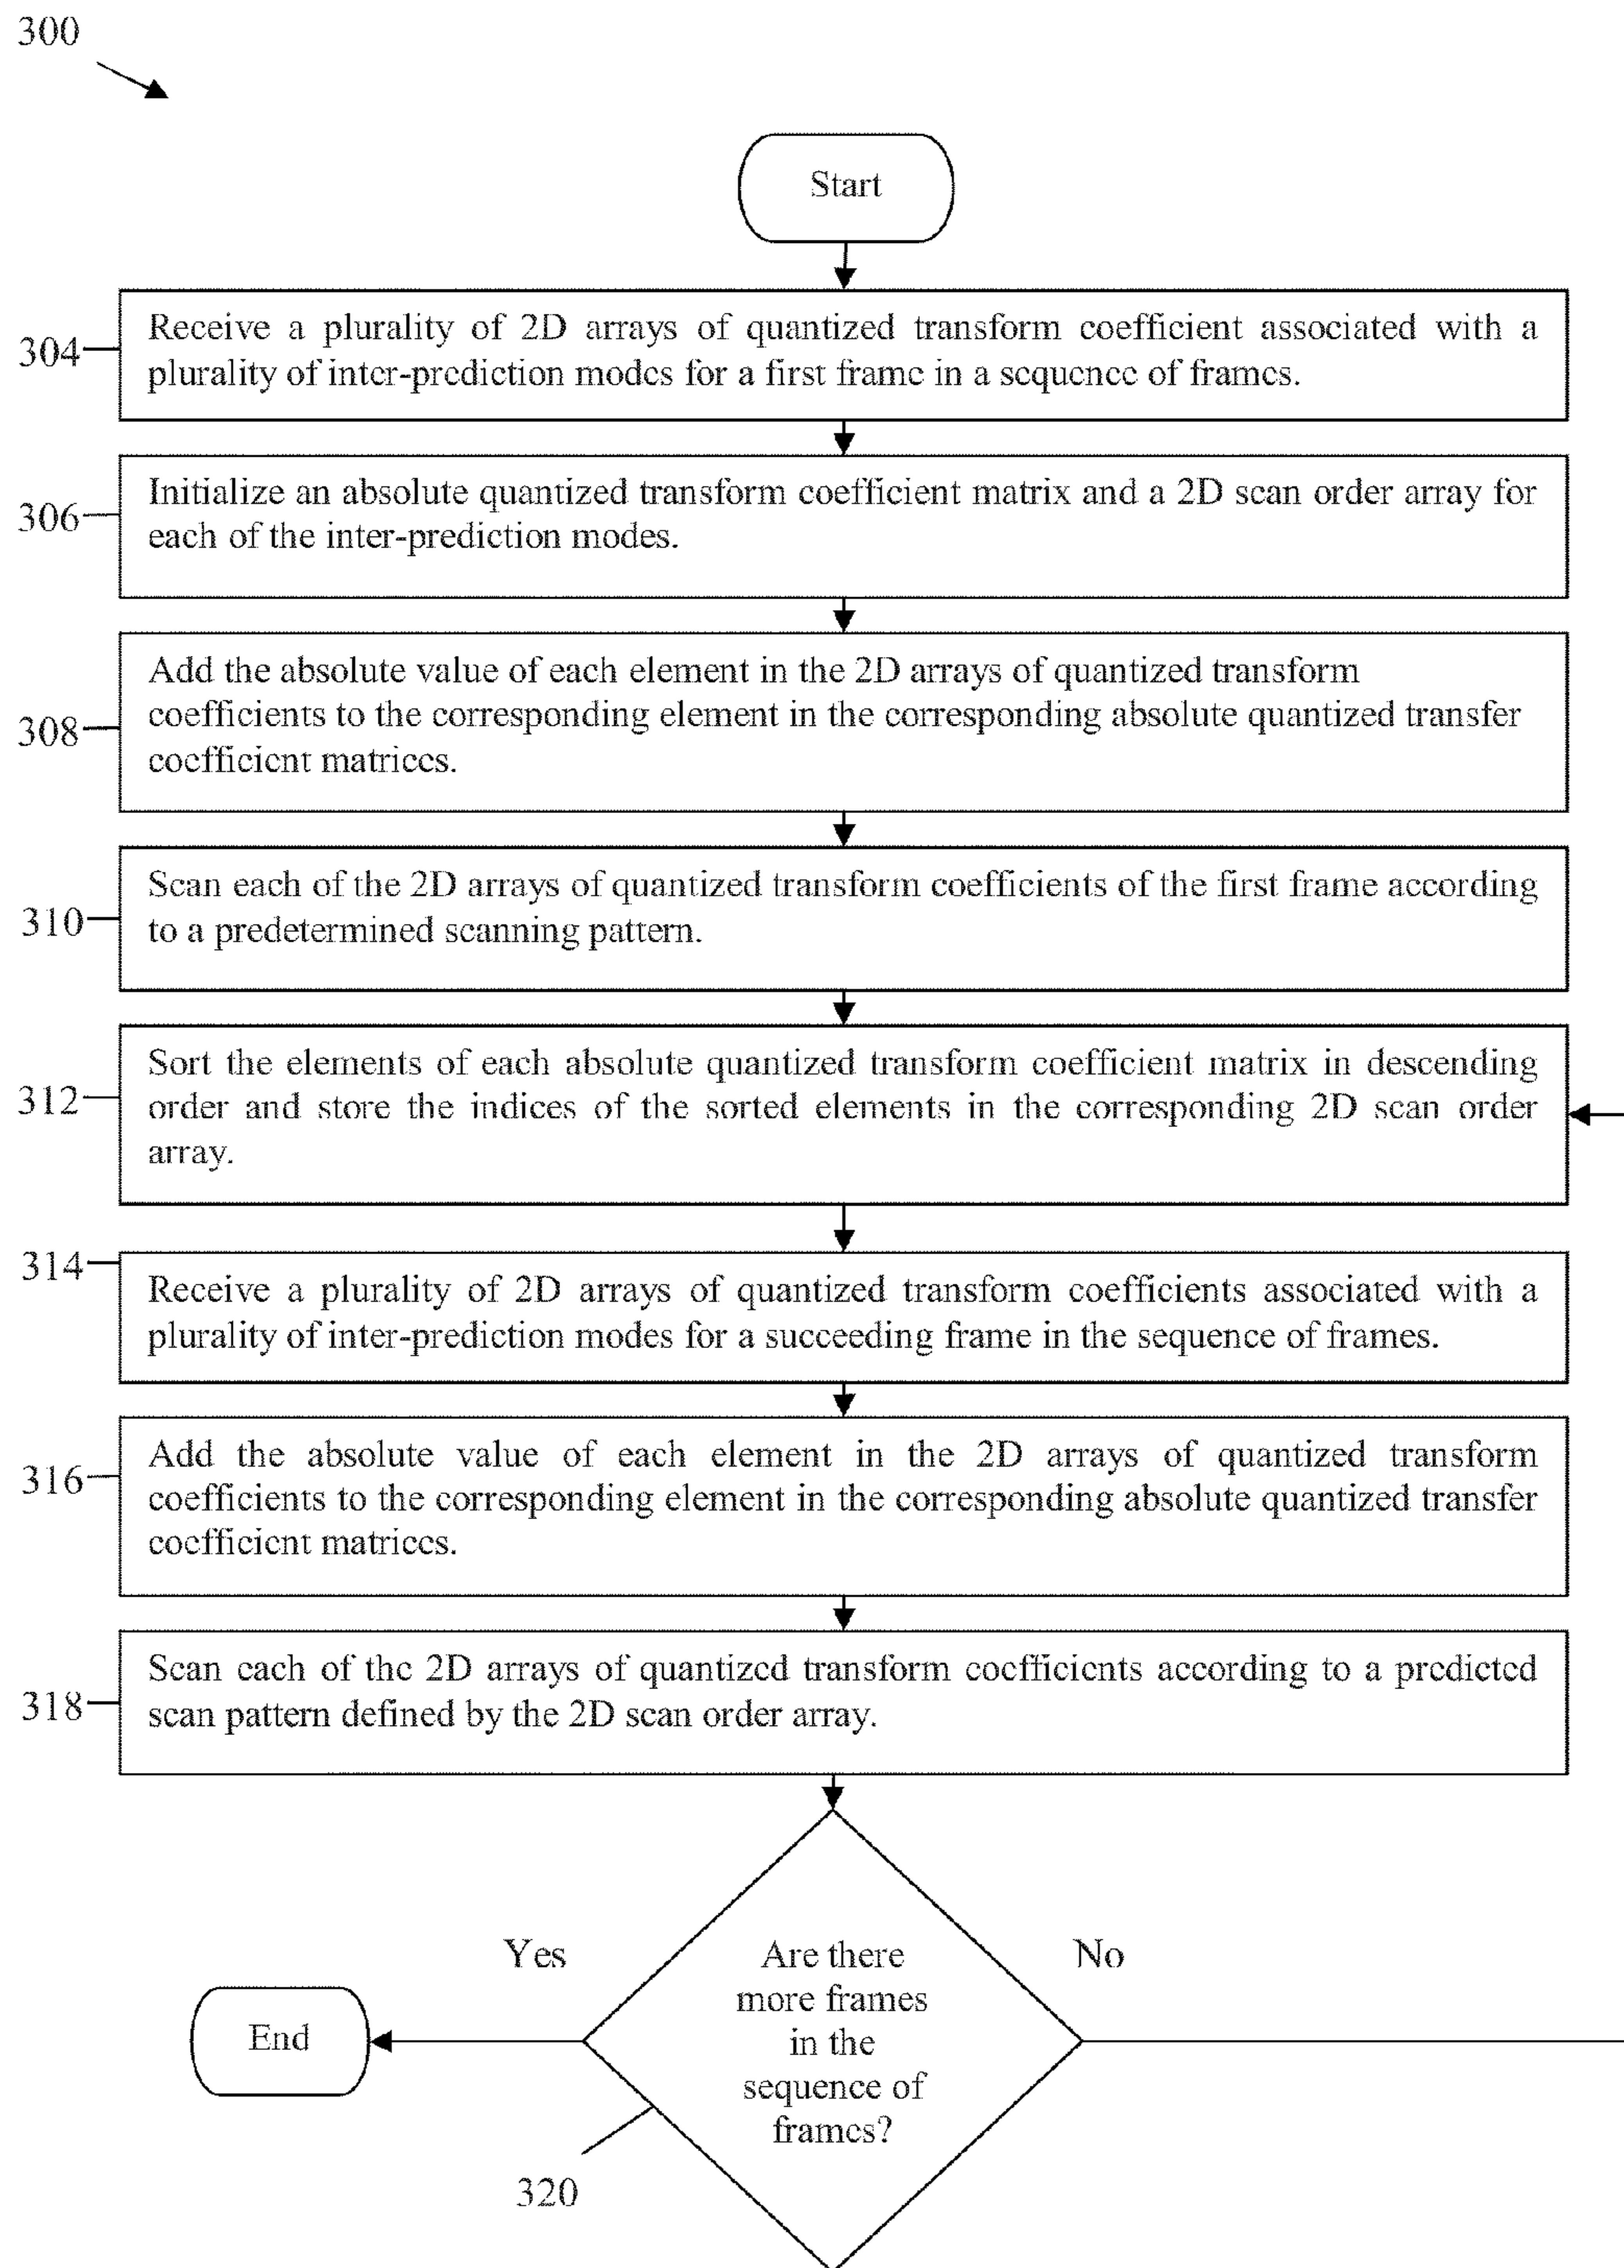 300
Start
304
Receive a plurality of 2D arrays of quantized transform coefficient associated with a
plurality of inter-prediction modes for a first frame in a sequence of frames.
306
Initialize an absolute quantized transform coefficient matrix and a 2D scan order array for
each of the inter-prediction modes.
308
Add the absolute value of each element in the 2D arrays of quantized transform
coefficients to the corresponding element in the corresponding absolute quantized transfer
coefficient matrices.
310
Scan each of the 2D arrays of quantized transform coefficients of the first frame according
to a predetermined scanning pattern.
312
Sort the elements of each absolute quantized transform coefficient matrix in descending
order and store the indices of the sorted elements in the corresponding 2D scan order
array.
314
Receive a plurality of 2D arrays of quantized transform coefficients associated with a
plurality of inter-prediction modes for a succeeding frame in the sequence of frames.
316
Add the absolute value of each element in the 2D arrays of quantized transform
coefficients to the corresponding element in the corresponding absolute quantized transfer
coefficient matrices.
318
Scan each of the 2D arrays of quantized transform coefficients according to a predicted
scan pattern defined by the 2D scan order array.
Yes
No
Are there
more frames
in the
sequence of
frames?
End
320